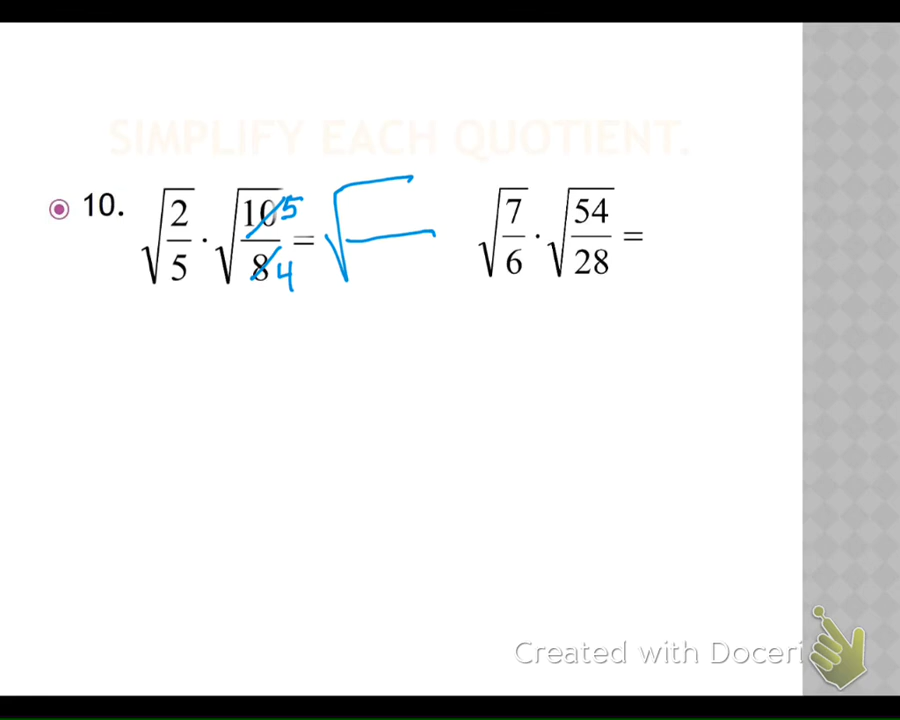 SIMPLIFY EACH QUOTIENT.
10. √(2/5) · √(10/8) = √ 5 4
√(7/6) · √(54/28) =
Created with Doceri